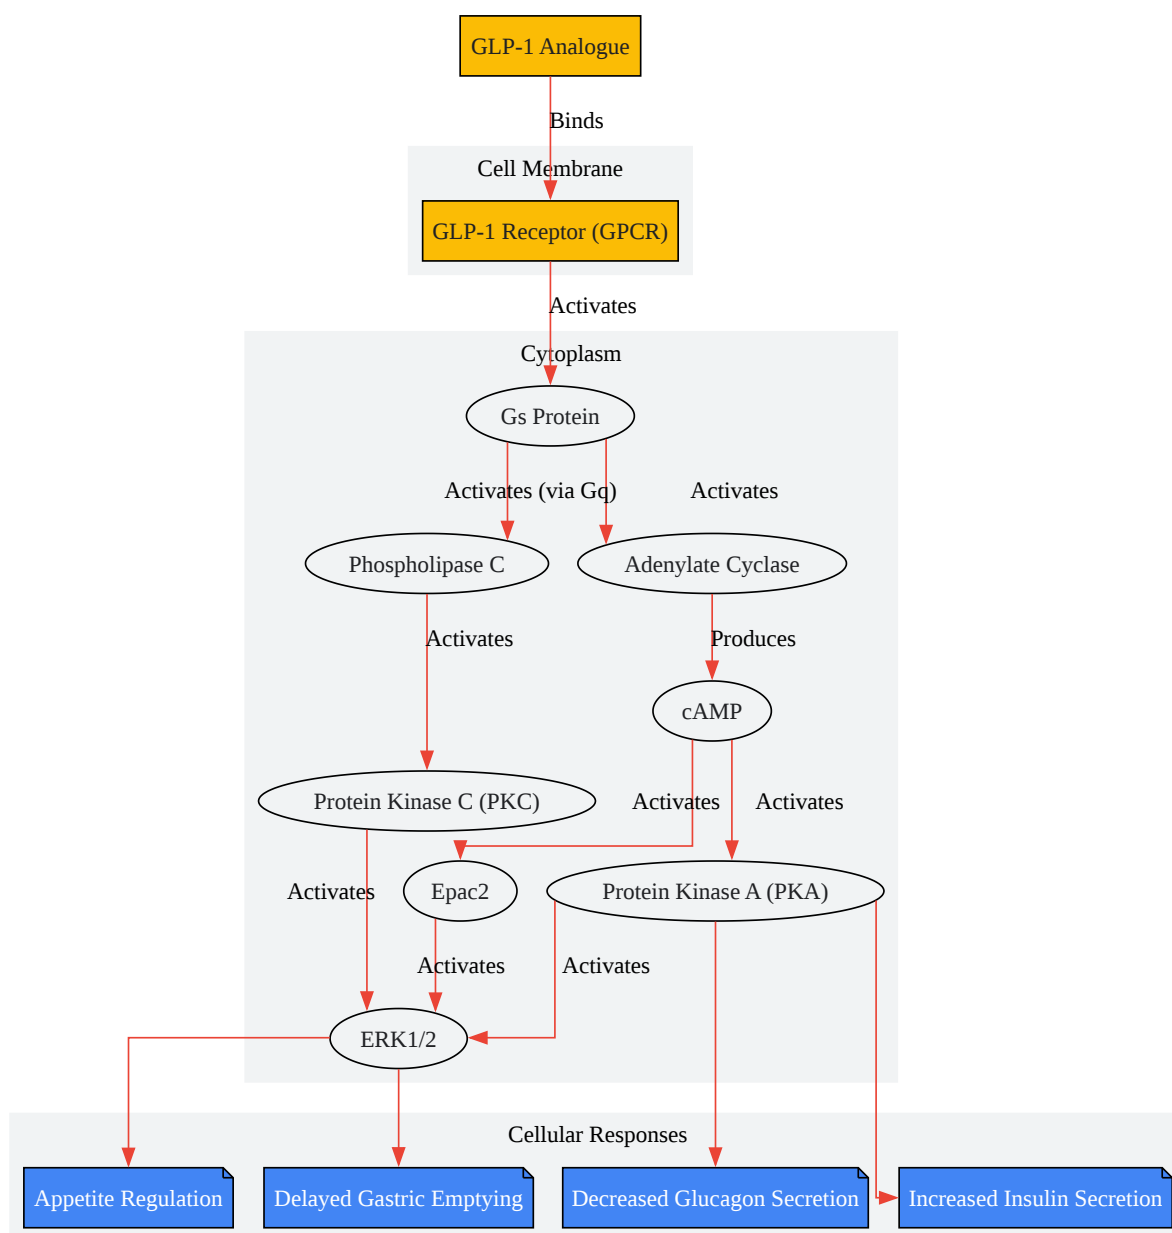 GLP-1 Analogue
Binds
Cell Membrane
GLP-1 Receptor (GPCR)
Activates
Cytoplasm
Gs Protein
Activates (via Gq)
Activates
Phospholipase C
Adenylate Cyclase
Activates
Produces
cAMP
Protein Kinase C (PKC)
Activates
Activates
Activates
Epac2
Protein Kinase A (PKA)
Activates
Activates
ERK1/2
Cellular Responses
Appetite Regulation
Delayed Gastric Emptying
Decreased Glucagon Secretion
Increased Insulin Secretion